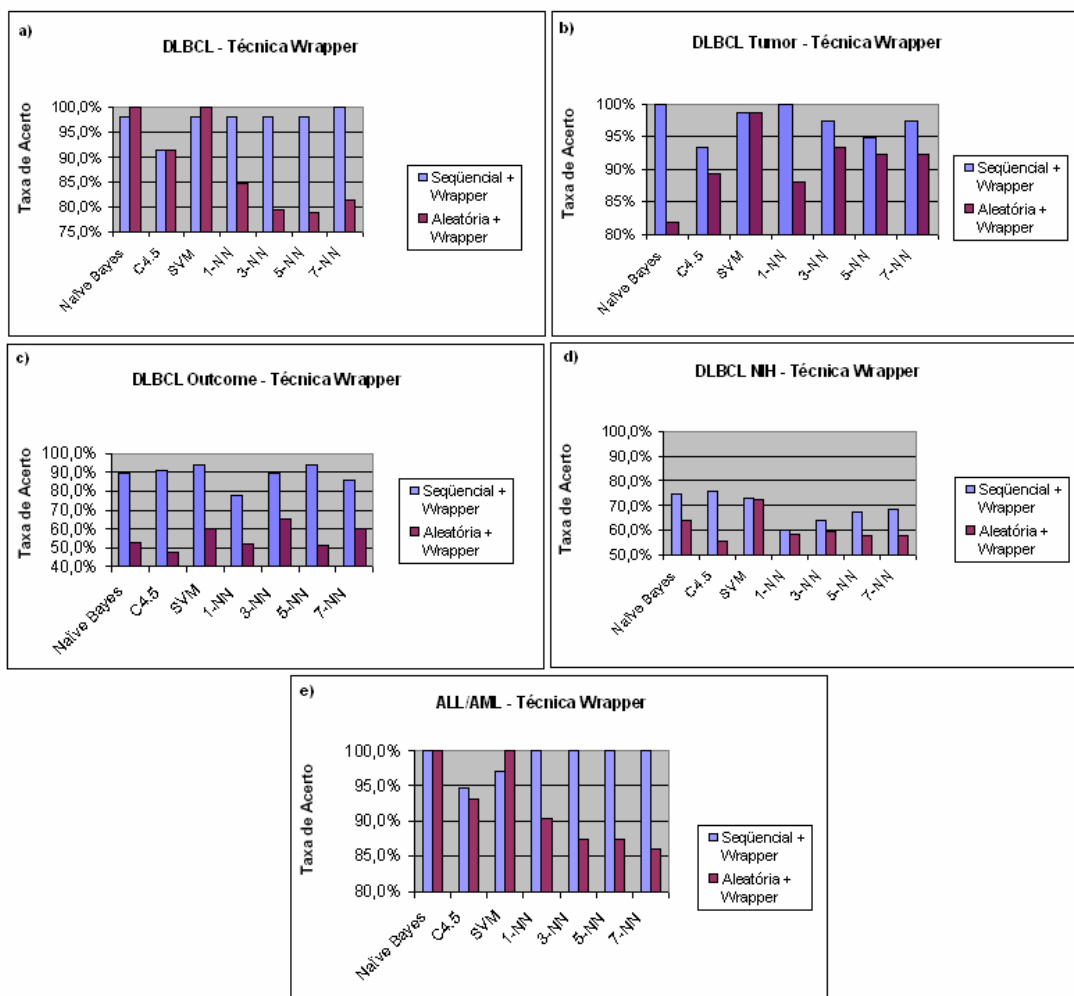 a)
DLBCL - Técnica Wrapper
Taxa de Acerto
100,0%
95,0%
90,0%
85,0%
80,0%
75,0%
Naïve Bayes
C4.5
SVM
1-NN
3-NN
5-NN
7-NN
Seqüencial +
Wrapper
Aleatória +
Wrapper
b)
DLBCL Tumor - Técnica Wrapper
Taxa de Acerto
100%
95%
90%
85%
80%
Naïve Bayes
C4.5
SVM
1-NN
3-NN
5-NN
7-NN
Seqüencial +
Wrapper
Aleatória +
Wrapper
c)
DLBCL Outcome - Técnica Wrapper
Taxa de Acerto
100,0%
90,0%
80,0%
70,0%
60,0%
50,0%
40,0%
Naïve Bayes
C4.5
SVM
1-NN
3-NN
5-NN
7-NN
Seqüencial +
Wrapper
Aleatória +
Wrapper
d)
DLBCL NIH - Técnica Wrapper
Taxa de Acerto
100,0%
90,0%
80,0%
70,0%
60,0%
50,0%
Naïve Bayes
C4.5
SVM
1-NN
3-NN
5-NN
7-NN
Seqüencial +
Wrapper
Aleatória +
Wrapper
e)
ALL/AML - Técnica Wrapper
Taxa de Acerto
100,0%
95,0%
90,0%
85,0%
80,0%
Naïve Bayes
C4.5
SVM
1-NN
3-NN
5-NN
7-NN
Seqüencial +
Wrapper
Aleatória +
Wrapper